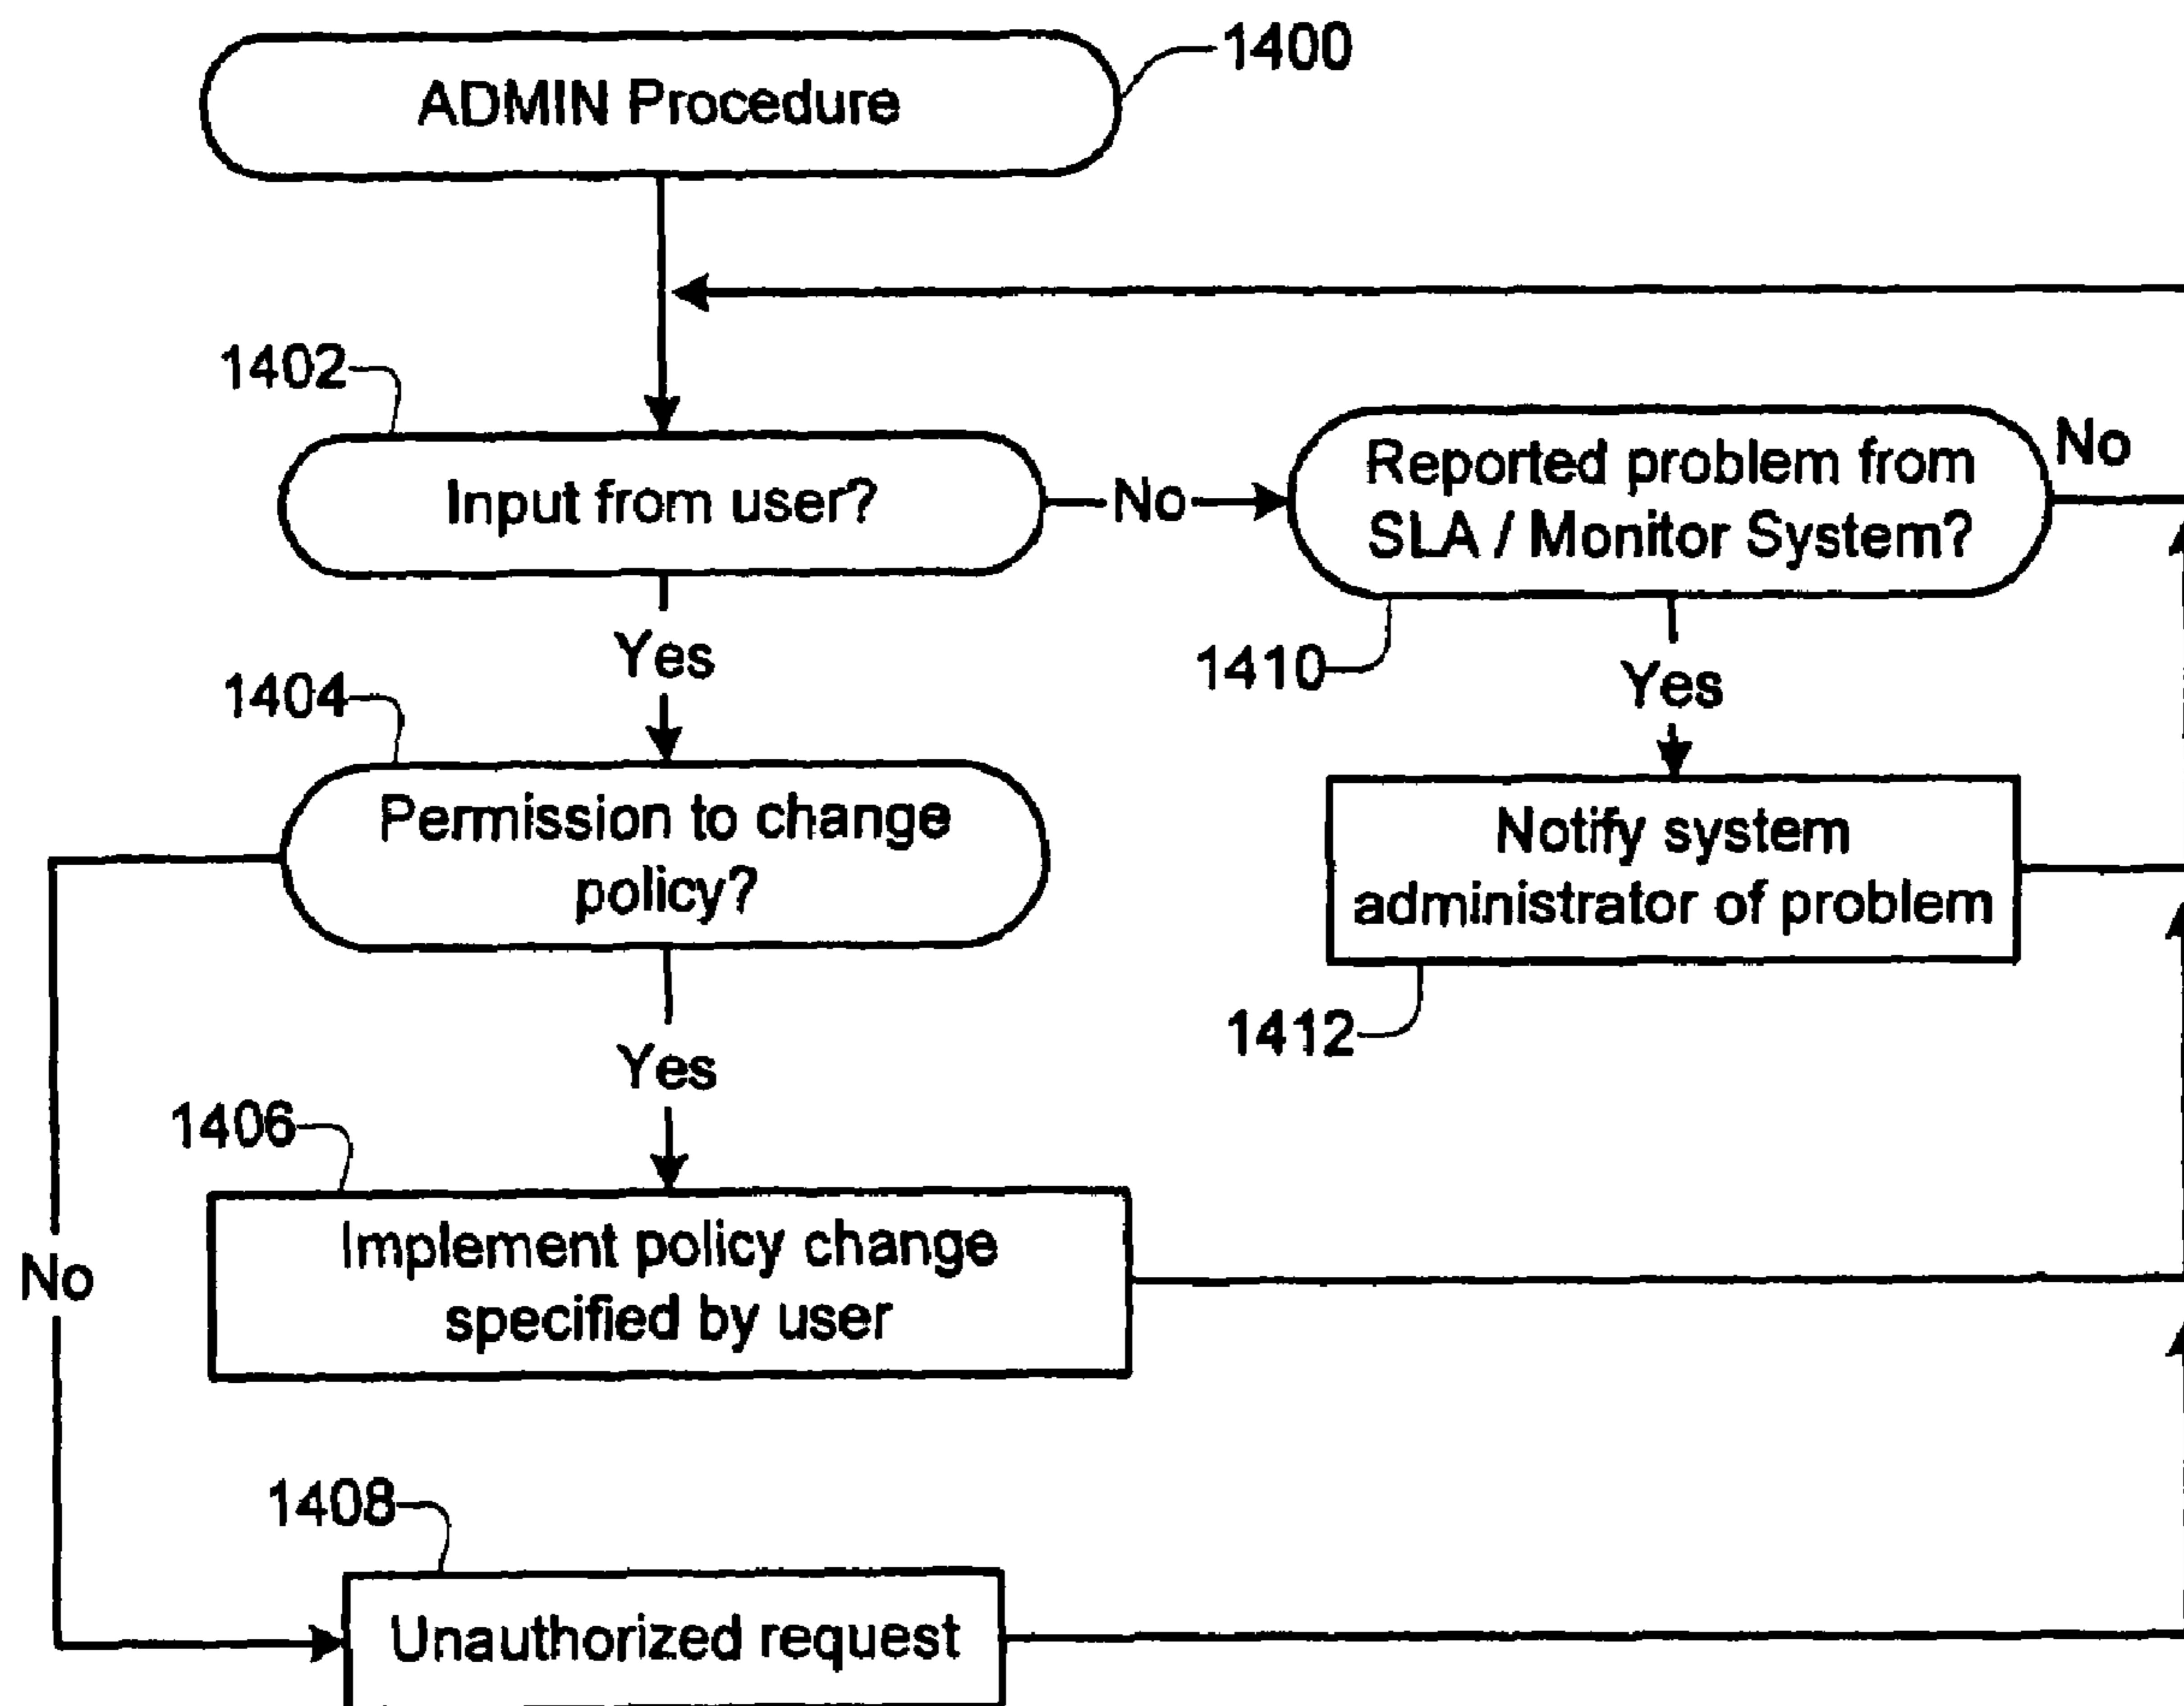 1400
ADMIN Procedure
1402
Input from user?
No
Reported problem from
SLA / Monitor System?
No
Yes
1410
Yes
1404
Permission to change
policy?
Notify system
administrator of problem
1412
Yes
1406
Implement policy change
specified by user
No
1408
Unauthorized request